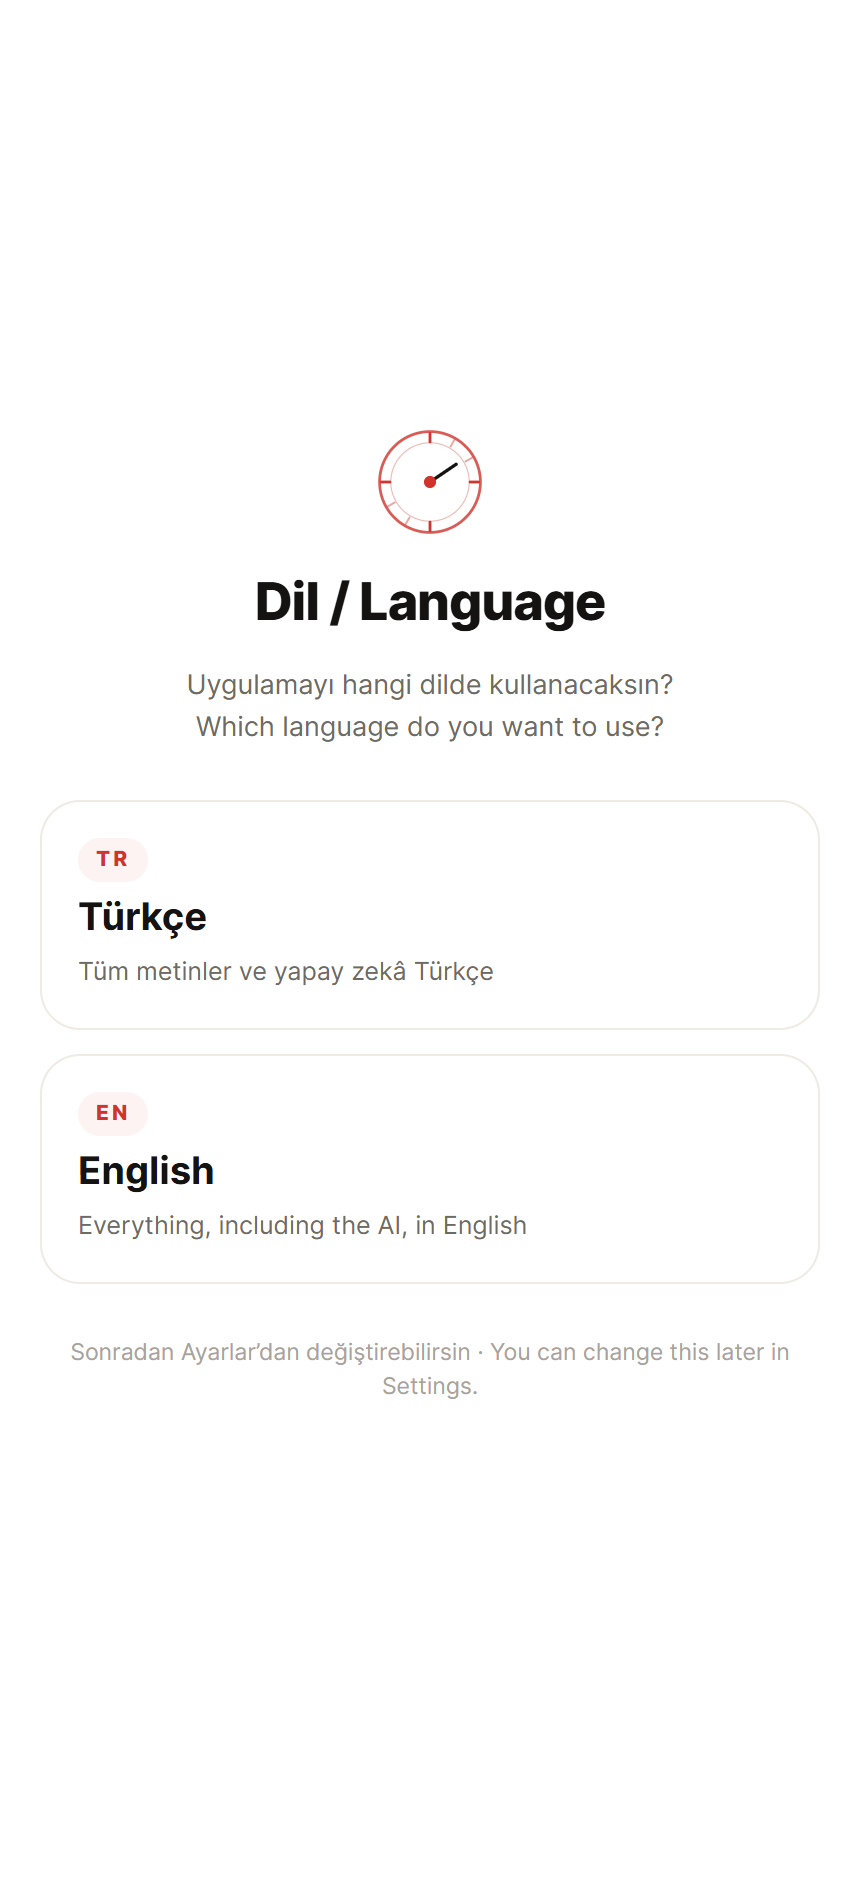 Dil / Language
Uygulamayı hangi dilde kullanacaksın?
Which language do you want to use?
TR
Türkçe
Tüm metinler ve yapay zekâ Türkçe
EN
English
Everything, including the AI, in English
Sonradan Ayarlar’dan değiştirebilirsin · You can change this later in
Settings.